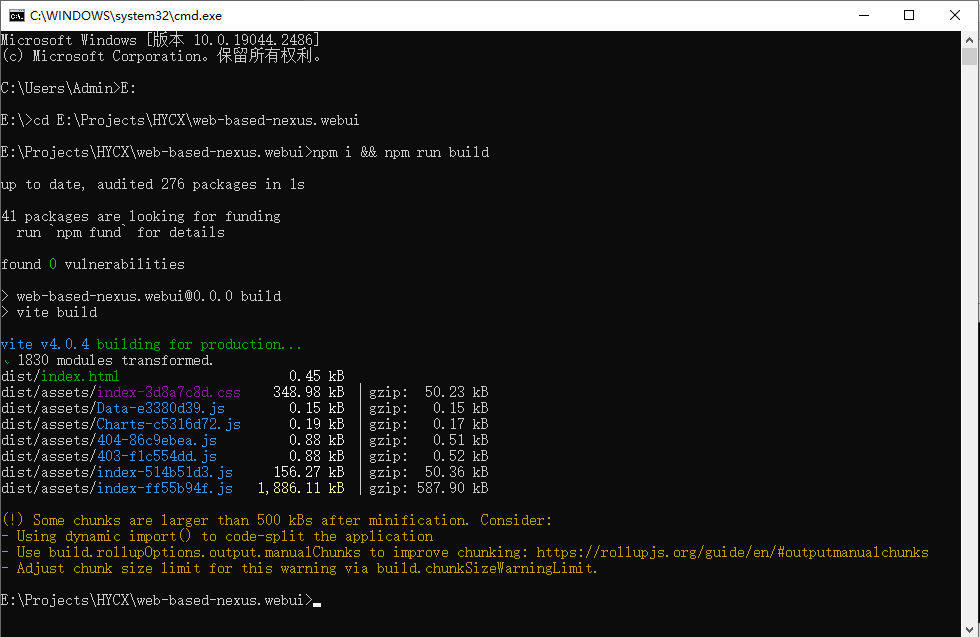 C:\WINDOWS\system32\cmd.exe
Microsoft Windows [版本 10.0.19044.2486]
(c) Microsoft Corporation。保留所有权利。
C:\Users\Admin>E:
E:\>cd E:\Projects\HYCX\web-based-nexus.webui
E:\Projects\HYCX\web-based-nexus.webui>npm i && npm run build
up to date, audited 276 packages in 1s
41 packages are looking for funding
  run `npm fund` for details
found 0 vulnerabilities
> web-based-nexus.webui@0.0.0 build
> vite build
vite v4.0.4 building for production...
✓ 1830 modules transformed.
dist/index.html                     0.45 kB
dist/assets/index-3d8a7c8d.css    348.98 kB │ gzip:  50.23 kB
dist/assets/Data-e3380d39.js        0.15 kB │ gzip:   0.15 kB
dist/assets/Charts-c5316d72.js      0.19 kB │ gzip:   0.17 kB
dist/assets/404-86c9ebea.js         0.88 kB │ gzip:   0.51 kB
dist/assets/403-f1c554dd.js         0.88 kB │ gzip:   0.52 kB
dist/assets/index-514b51d3.js     156.27 kB │ gzip:  50.36 kB
dist/assets/index-ff55b94f.js   1,886.11 kB │ gzip: 587.90 kB
(!) Some chunks are larger than 500 kBs after minification. Consider:
- Using dynamic import() to code-split the application
- Use build.rollupOptions.output.manualChunks to improve chunking: https://rollupjs.org/guide/en/#outputmanualchunks
- Adjust chunk size limit for this warning via build.chunkSizeWarningLimit.
E:\Projects\HYCX\web-based-nexus.webui>